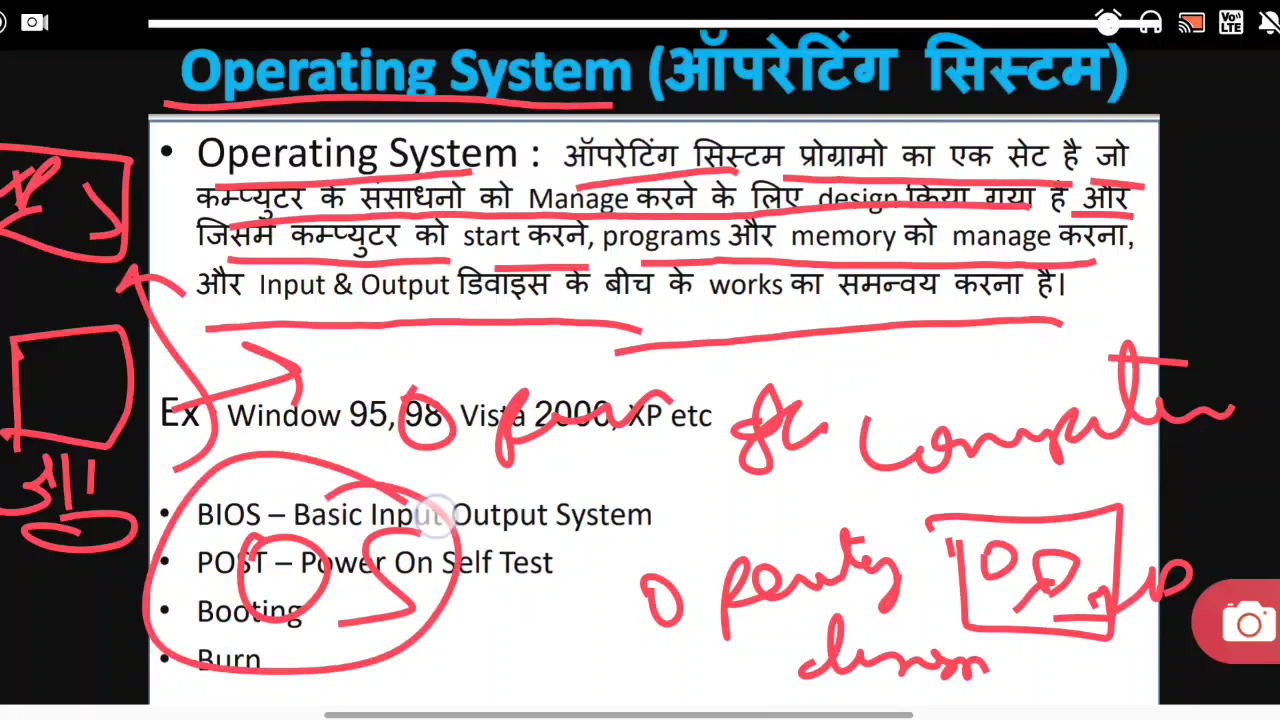 Operating System (ऑपरेटिंग सिस्टम)
• Operating System : ऑपरेटिंग सिस्टम प्रोग्रामो का एक सेट है जो
कम्प्युटर के संसाधनो को Manage करने के लिए design किया गया है और
जिसमें कम्प्युटर को start करने, programs और memory को manage करना,
और Input & Output डिवाइस के बीच के works का समन्वय करना है।
Ex : Window 95, 98, Vista 2000, XP etc
• BIOS – Basic Input Output System
• POST – Power On Self Test
• Booting
• Burn
Vo))
LTE
OS